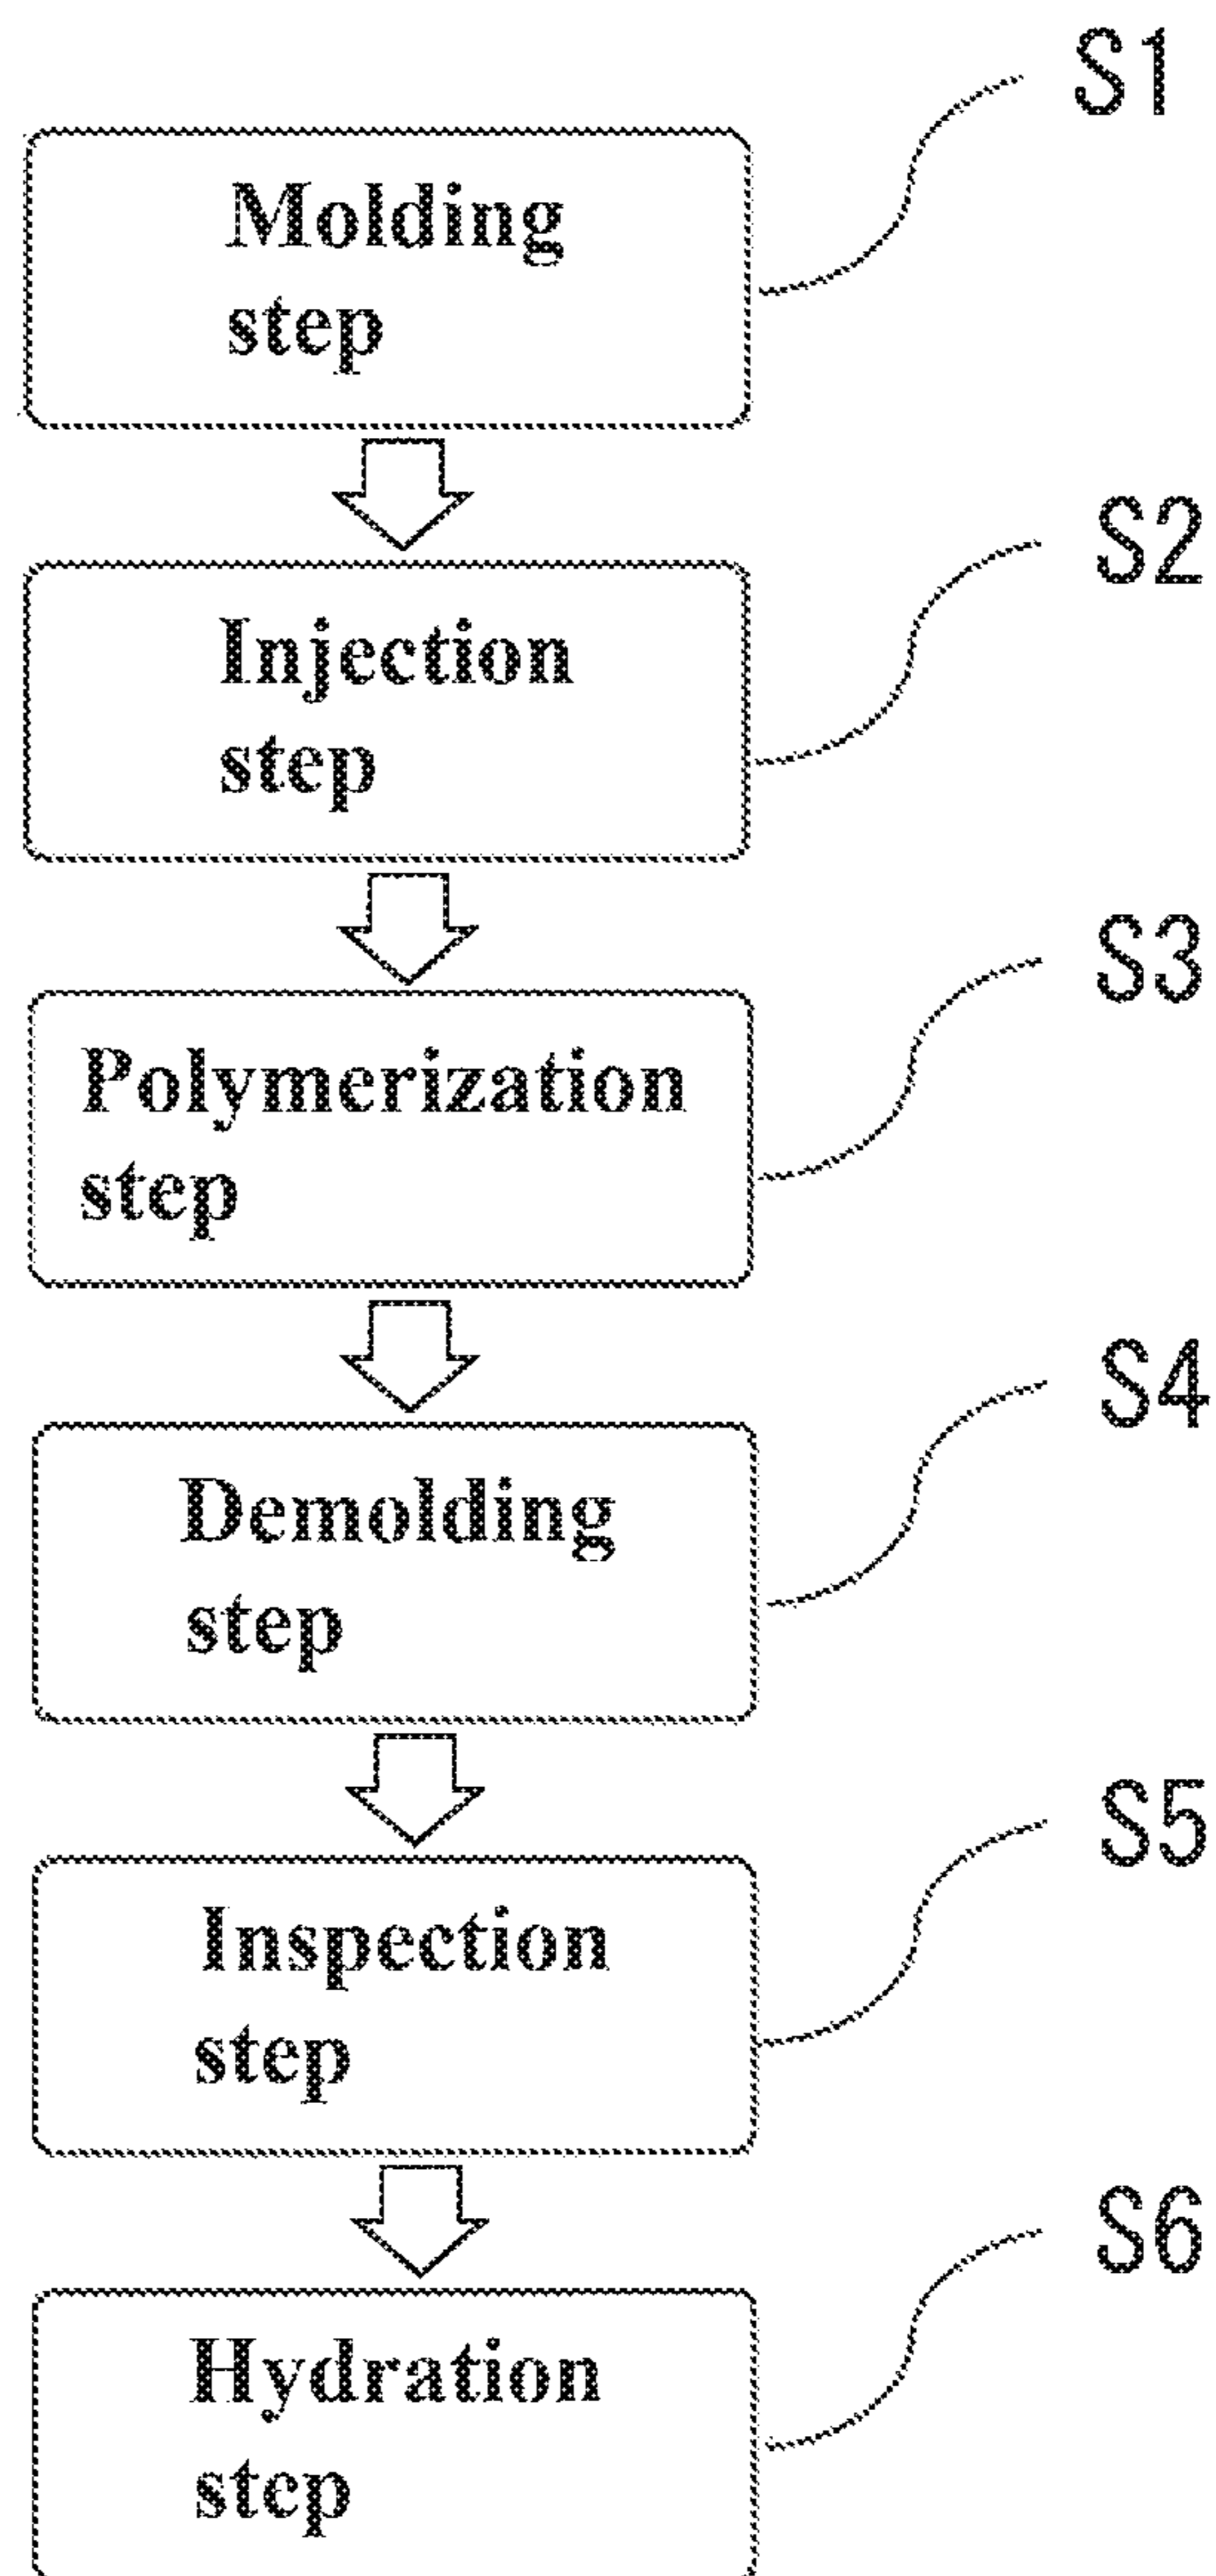 S1
Molding
step
S2
Injection
step
S3
Polymerization
step
S4
Demolding
step
S5
Inspection
step
S6
Hydration
step